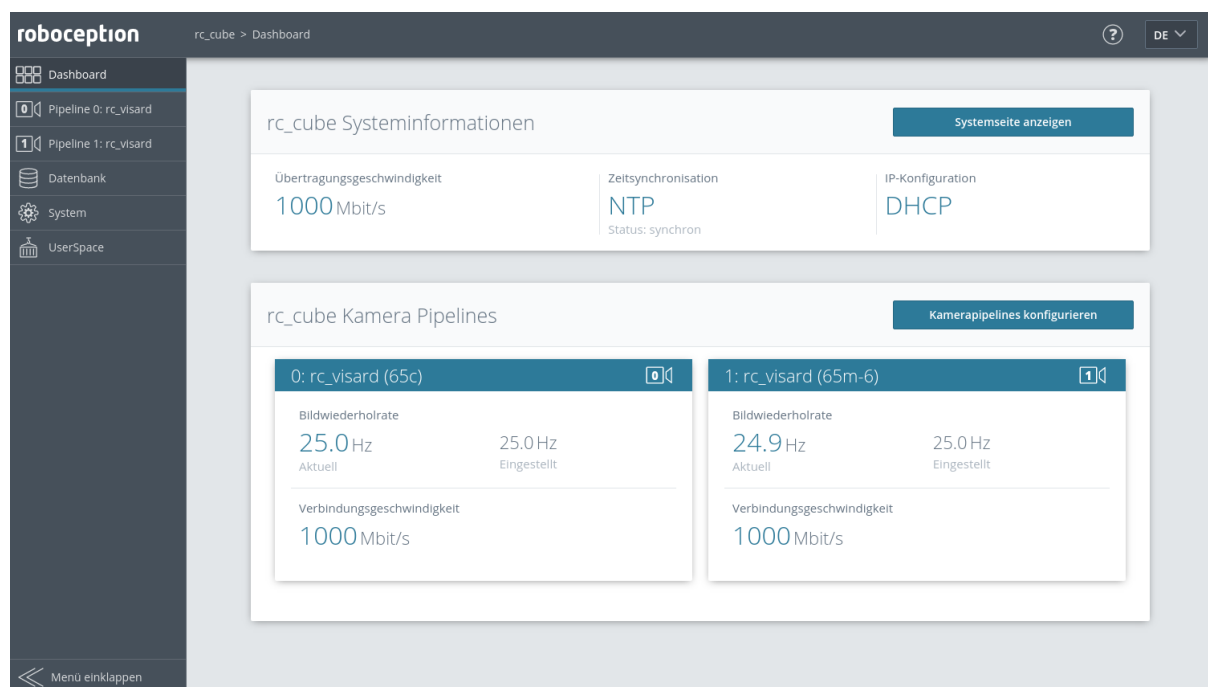 roboception
rc_cube > Dashboard
?
DE
Dashboard
0 Pipeline 0: rc_visard
1 Pipeline 1: rc_visard
Datenbank
System
UserSpace
Menü einklappen
rc_cube Systeminformationen
Systemseite anzeigen
Übertragungsgeschwindigkeit
1000 Mbit/s
Zeitsynchronisation
NTP
Status: synchron
IP-Konfiguration
DHCP
rc_cube Kamera Pipelines
Kamerapipelines konfigurieren
0: rc_visard (65c) 0
Bildwiederholrate
25.0 Hz 25.0 Hz
Aktuell Eingestellt
Verbindungsgeschwindigkeit
1000 Mbit/s
1: rc_visard (65m-6) 1
Bildwiederholrate
24.9 Hz 25.0 Hz
Aktuell Eingestellt
Verbindungsgeschwindigkeit
1000 Mbit/s